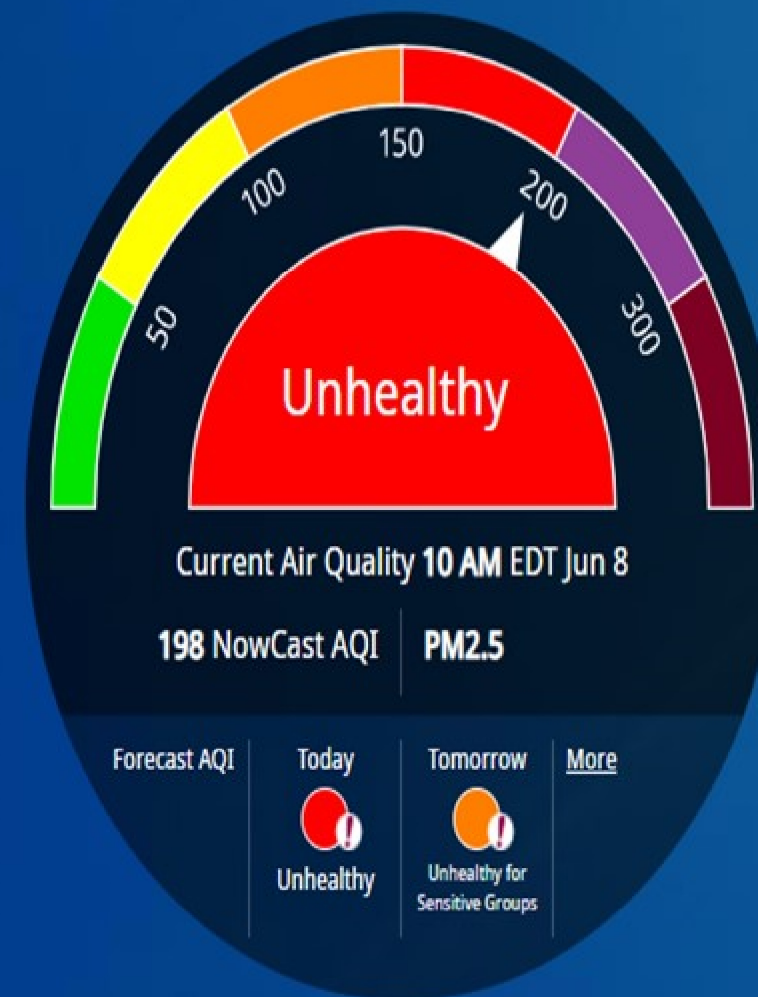 50
100
150
200
300
Unhealthy
Current Air Quality 10 AM EDT Jun 8
198 NowCast AQI PM2.5
Forecast AQI Today Tomorrow More
!
!
Unhealthy
Unhealthy for
Sensitive Groups